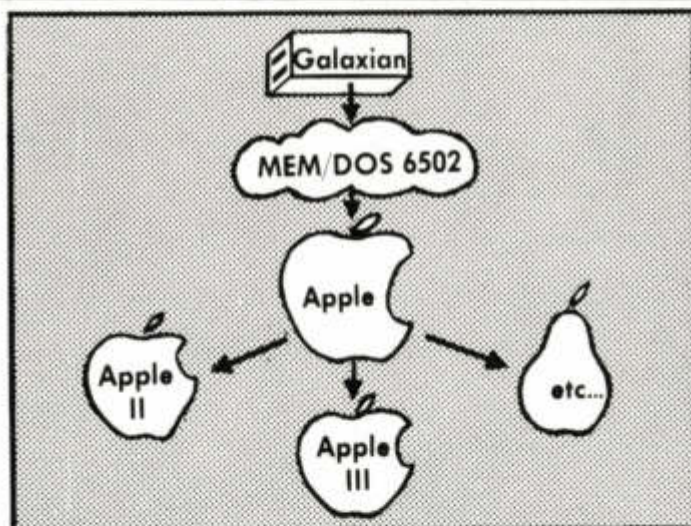 Galaxian
MEM/DOS 6502
Apple
Apple
II
Apple
III
etc...